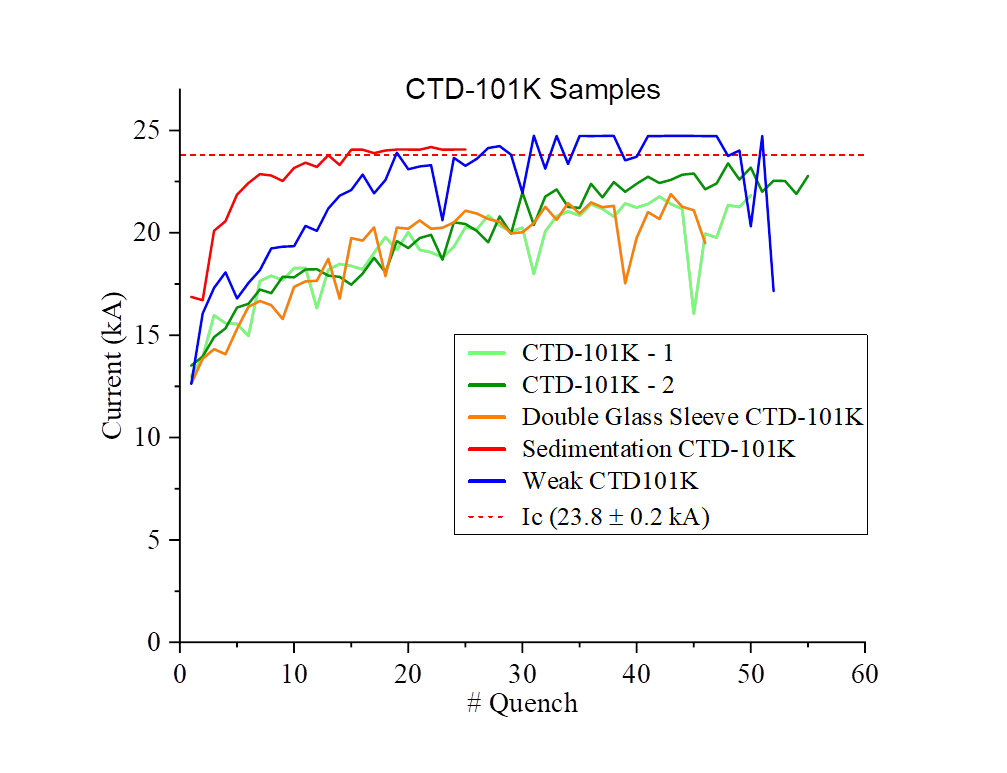 CTD-101K Samples
25
20
15
10
5
0
Current (kA)
CTD-101K - 1
CTD-101K - 2
Double Glass Sleeve CTD-101K
Sedimentation CTD-101K
Weak CTD101K
Ic (23.8 ± 0.2 kA)
0 10 20 30 40 50 60
# Quench